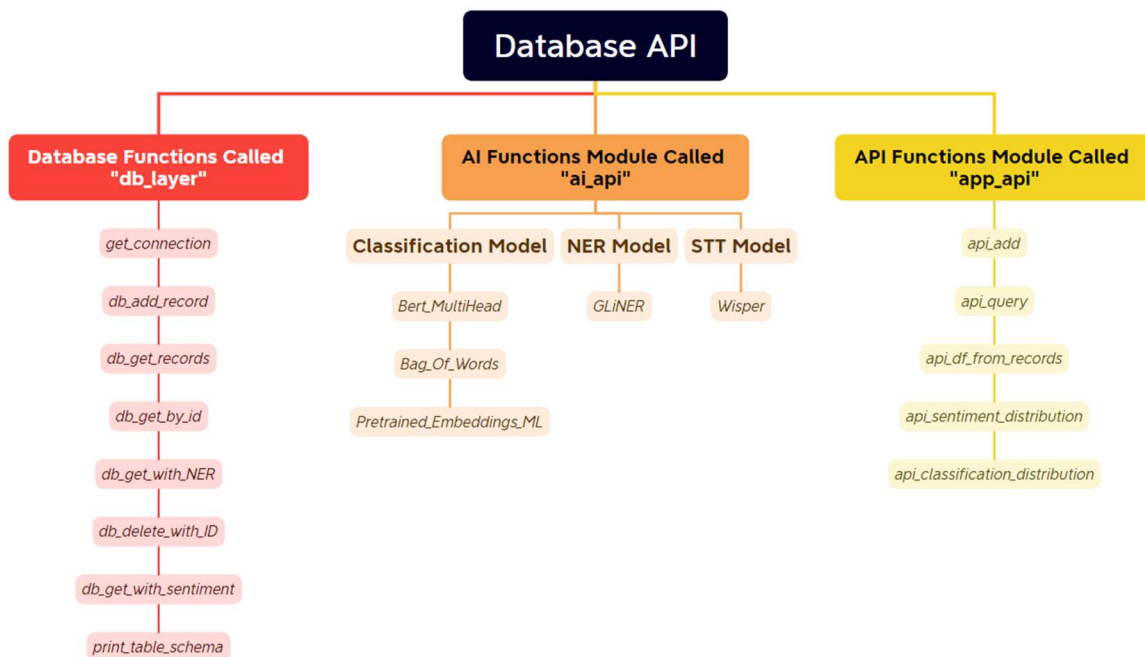 Database API
Database Functions Called
"db_layer"
get_connection
db_add_record
db_get_records
db_get_by_id
db_get_with_NER
db_delete_with_ID
db_get_with_sentiment
print_table_schema
AI Functions Module Called
"ai_api"
Classification Model
Bert_MultiHead
Bag_Of_Words
Pretrained_Embeddings_ML
NER Model
GLiNER
STT Model
Wisper
API Functions Module Called
"app_api"
api_add
api_query
api_df_from_records
api_sentiment_distribution
api_classification_distribution